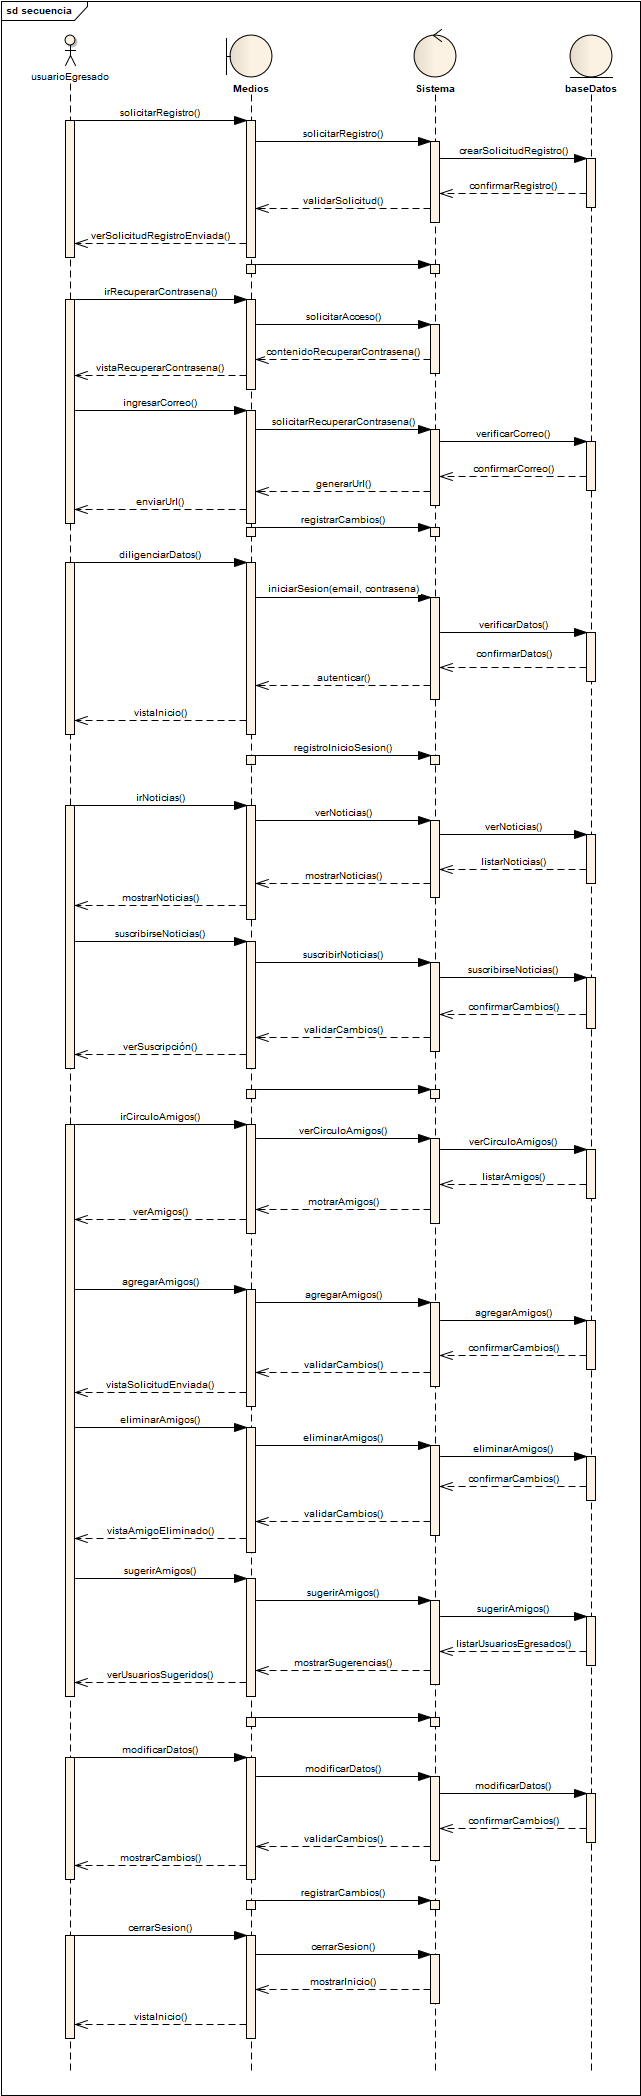 sd secuencia
usuarioEgresado
Medios
Sistema
baseDatos
solicitarRegistro()
solicitarRegistro()
crearSolicitudRegistro()
confirmarRegistro()
validarSolicitud()
verSolicitudRegistroEnviada()
irRecuperarContrasena()
solicitarAcceso()
contenidoRecuperarContrasena()
vistaRecuperarContrasena()
ingresarCorreo()
solicitarRecuperarContrasena()
verificarCorreo()
confirmarCorreo()
generarUrl()
enviarUrl()
registrarCambios()
diligenciarDatos()
iniciarSesion(email, contrasena)
verificarDatos()
confirmarDatos()
autenticar()
vistaInicio()
registroInicioSesion()
irNoticias()
verNoticias()
verNoticias()
listarNoticias()
mostrarNoticias()
mostrarNoticias()
suscribirseNoticias()
suscribirNoticias()
suscribirseNoticias()
confirmarCambios()
validarCambios()
verSuscripción()
irCirculoAmigos()
verCirculoAmigos()
verCirculoAmigos()
listarAmigos()
motrarAmigos()
verAmigos()
agregarAmigos()
agregarAmigos()
agregarAmigos()
confirmarCambios()
validarCambios()
vistaSolicitudEnviada()
eliminarAmigos()
eliminarAmigos()
eliminarAmigos()
confirmarCambios()
validarCambios()
vistaAmigoEliminado()
sugerirAmigos()
sugerirAmigos()
sugerirAmigos()
listarUsuariosEgresados()
mostrarSugerencias()
verUsuariosSugeridos()
modificarDatos()
modificarDatos()
modificarDatos()
confirmarCambios()
validarCambios()
mostrarCambios()
registrarCambios()
cerrarSesion()
cerrarSesion()
mostrarInicio()
vistaInicio()